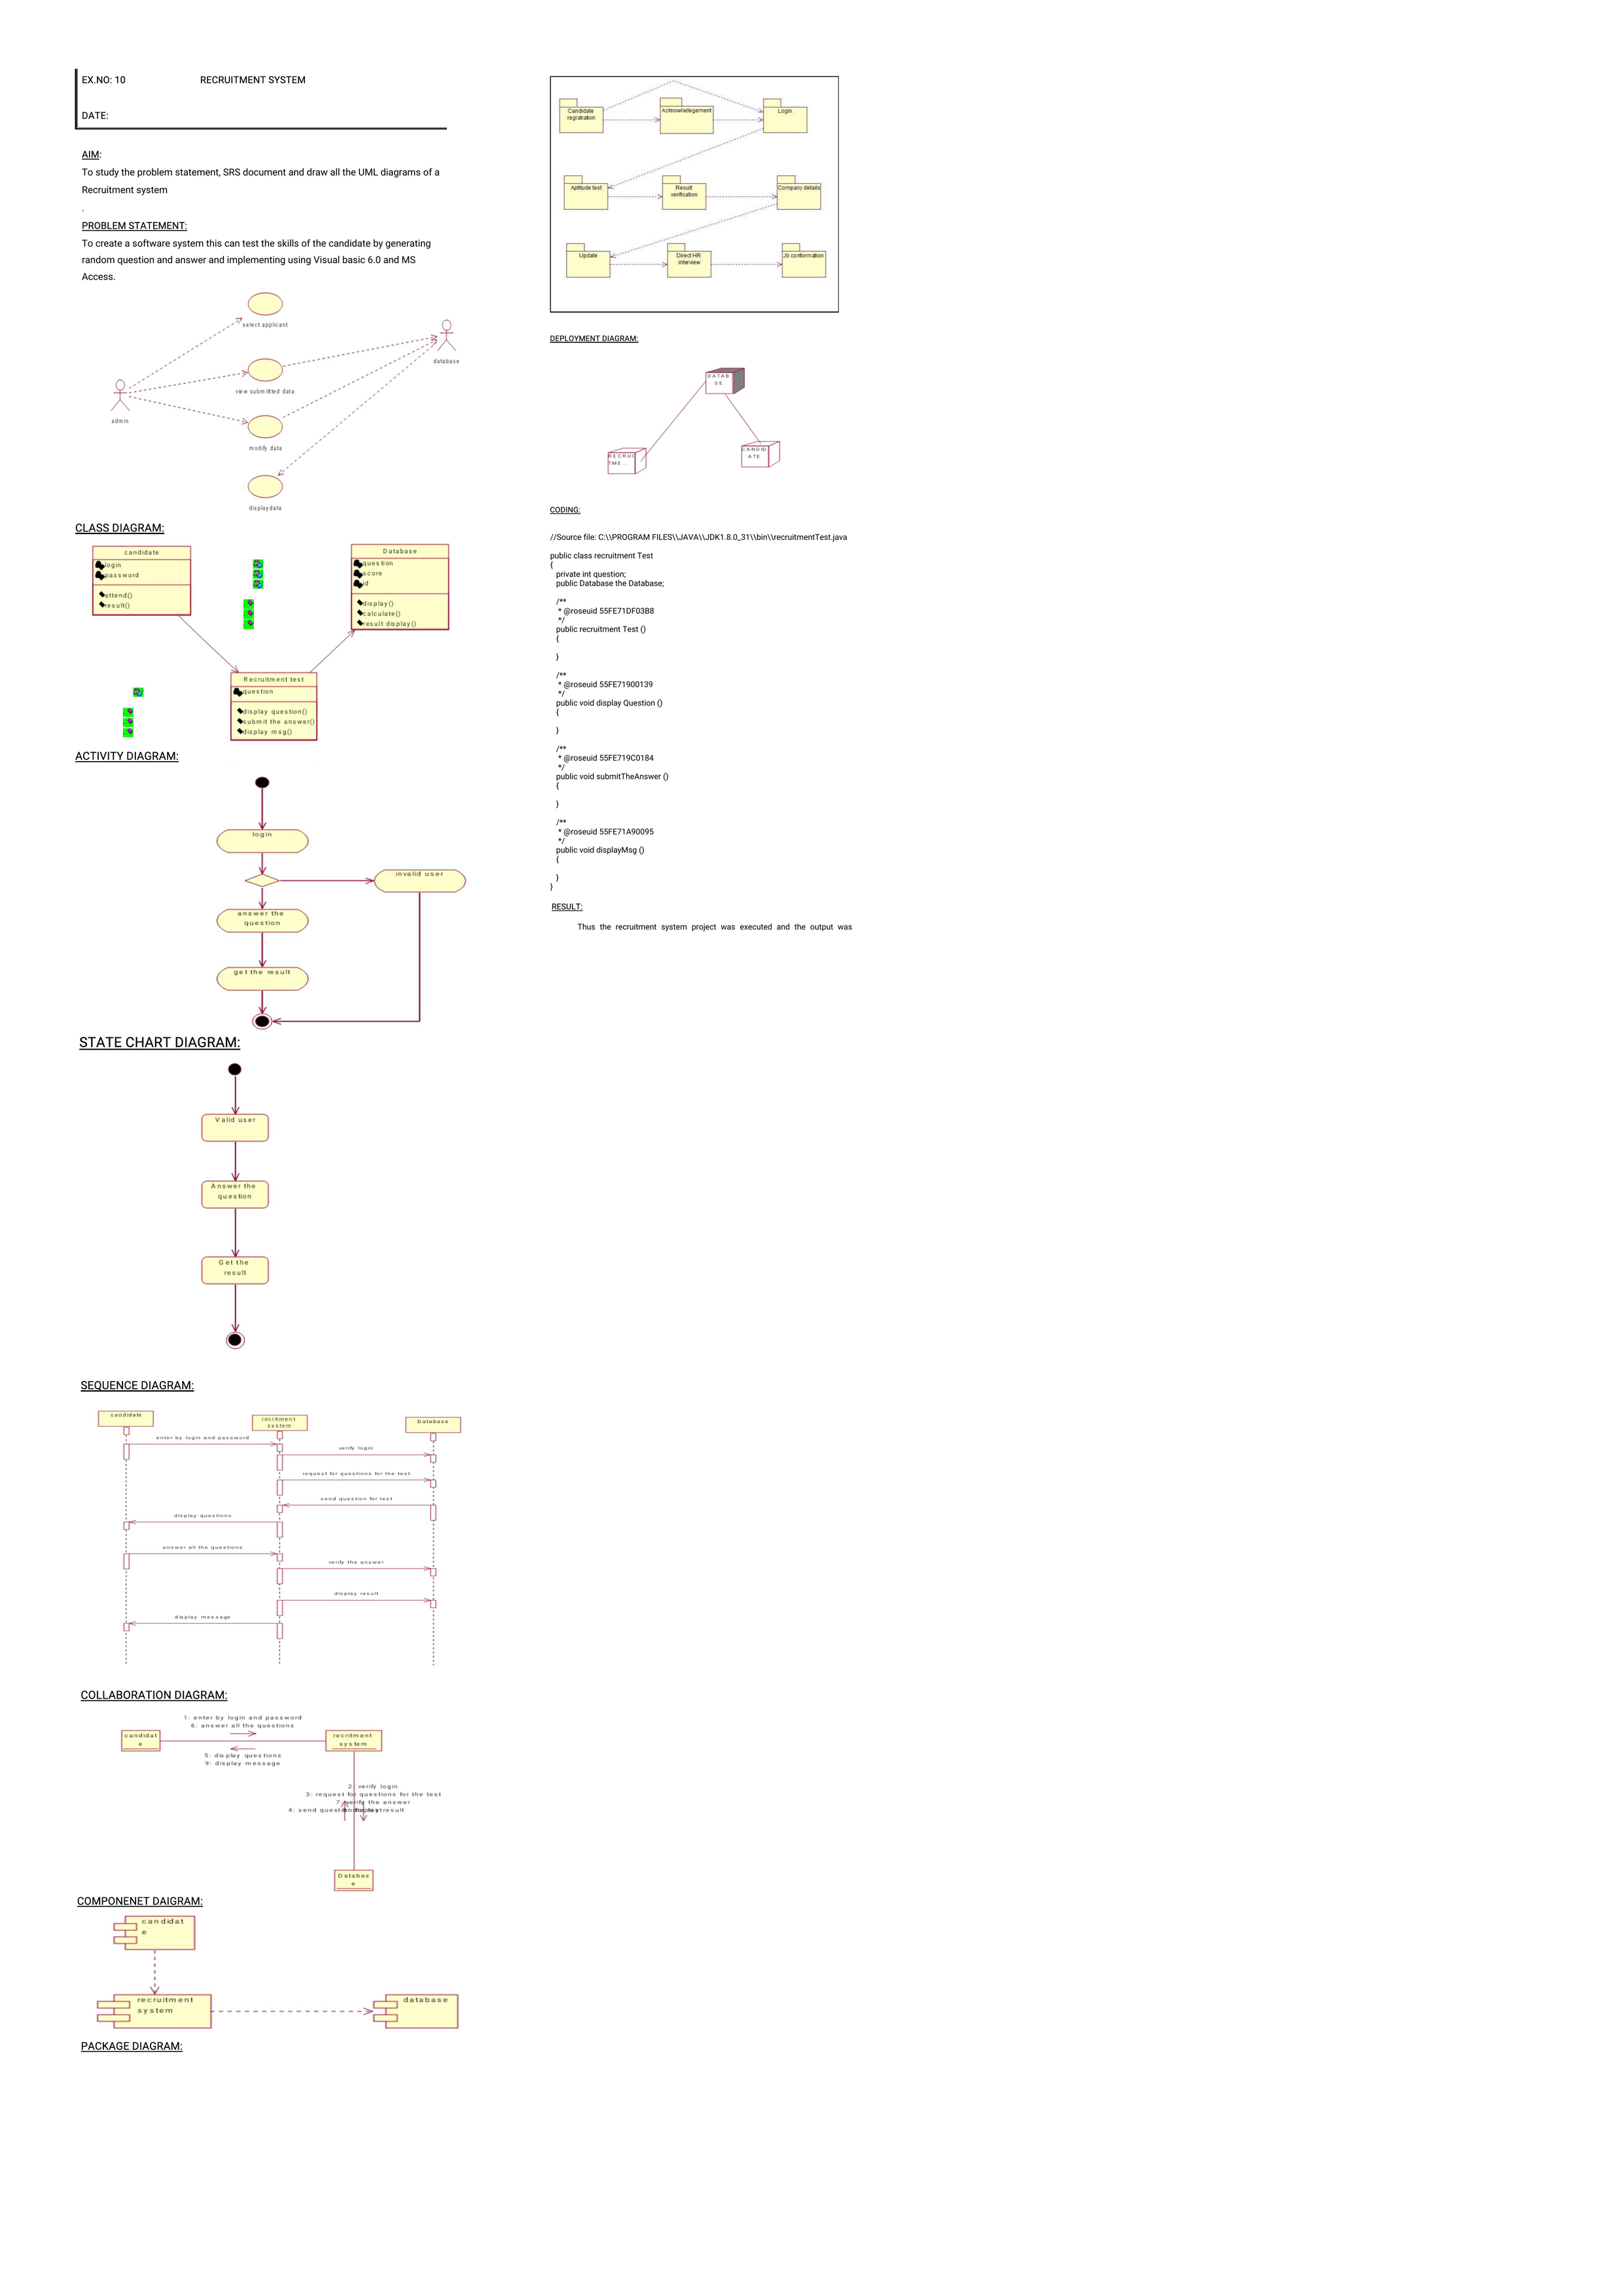 EX.NO: 10 RECRUITMENT SYSTEM
DATE:
AIM:
To study the problem statement, SRS document and draw all the UML diagrams of a
Recruitment system
.
PROBLEM STATEMENT:
To create a software system this can test the skills of the candidate by generating
random question and answer and implementing using Visual basic 6.0 and MS
Access.
select applicant
database
view submitted data
admin
modify data
display data
CLASS DIAGRAM:
candidate
login
password
attend()
result()
Database
question
score
id
display()
calculate()
result display()
Recruitment test
question
display question()
submit the answer()
display msg()
ACTIVITY DIAGRAM:
login
invalid user
answer the
question
get the result
STATE CHART DIAGRAM:
Valid user
Answer the
question
Get the
result
SEQUENCE DIAGRAM:
candidate
recritment
system
Database
enter by login and password
verify login
request for questions for the test
send question for test
display questions
answer all the questions
verify the answer
display result
display message
COLLABORATION DIAGRAM:
1: enter by login and password
6: answer all the questions
candidat
e
recritment
system
5: display questions
9: display message
2: verify login
3: request for questions for the test
7: verify the answer
4: send question result
Databas
e
COMPONENET DAIGRAM:
candidat
e
recruitment
system
database
PACKAGE DIAGRAM:
Candidate
registration
Acknowledegement
Login
Aptitude test
Result
verification
Company details
Update
Direct HR
interview
Jb conformation
DEPLOYMENT DIAGRAM:
DATAB
SE
RECRUI
TME...
CANDID
ATE
CODING:
//Source file: C:\\PROGRAM FILES\\JAVA\\JDK1.8.0_31\\bin\\recruitmentTest.java
public class recruitment Test
{
private int question;
public Database the Database;
/**
* @roseuid 55FE71DF03B8
*/
public recruitment Test ()
{
}
/**
* @roseuid 55FE71900139
*/
public void display Question ()
{
}
/**
* @roseuid 55FE719C0184
*/
public void submitTheAnswer ()
{
}
/**
* @roseuid 55FE71A90095
*/
public void displayMsg ()
{
}
}
RESULT:
Thus the recruitment system project was executed and the output was